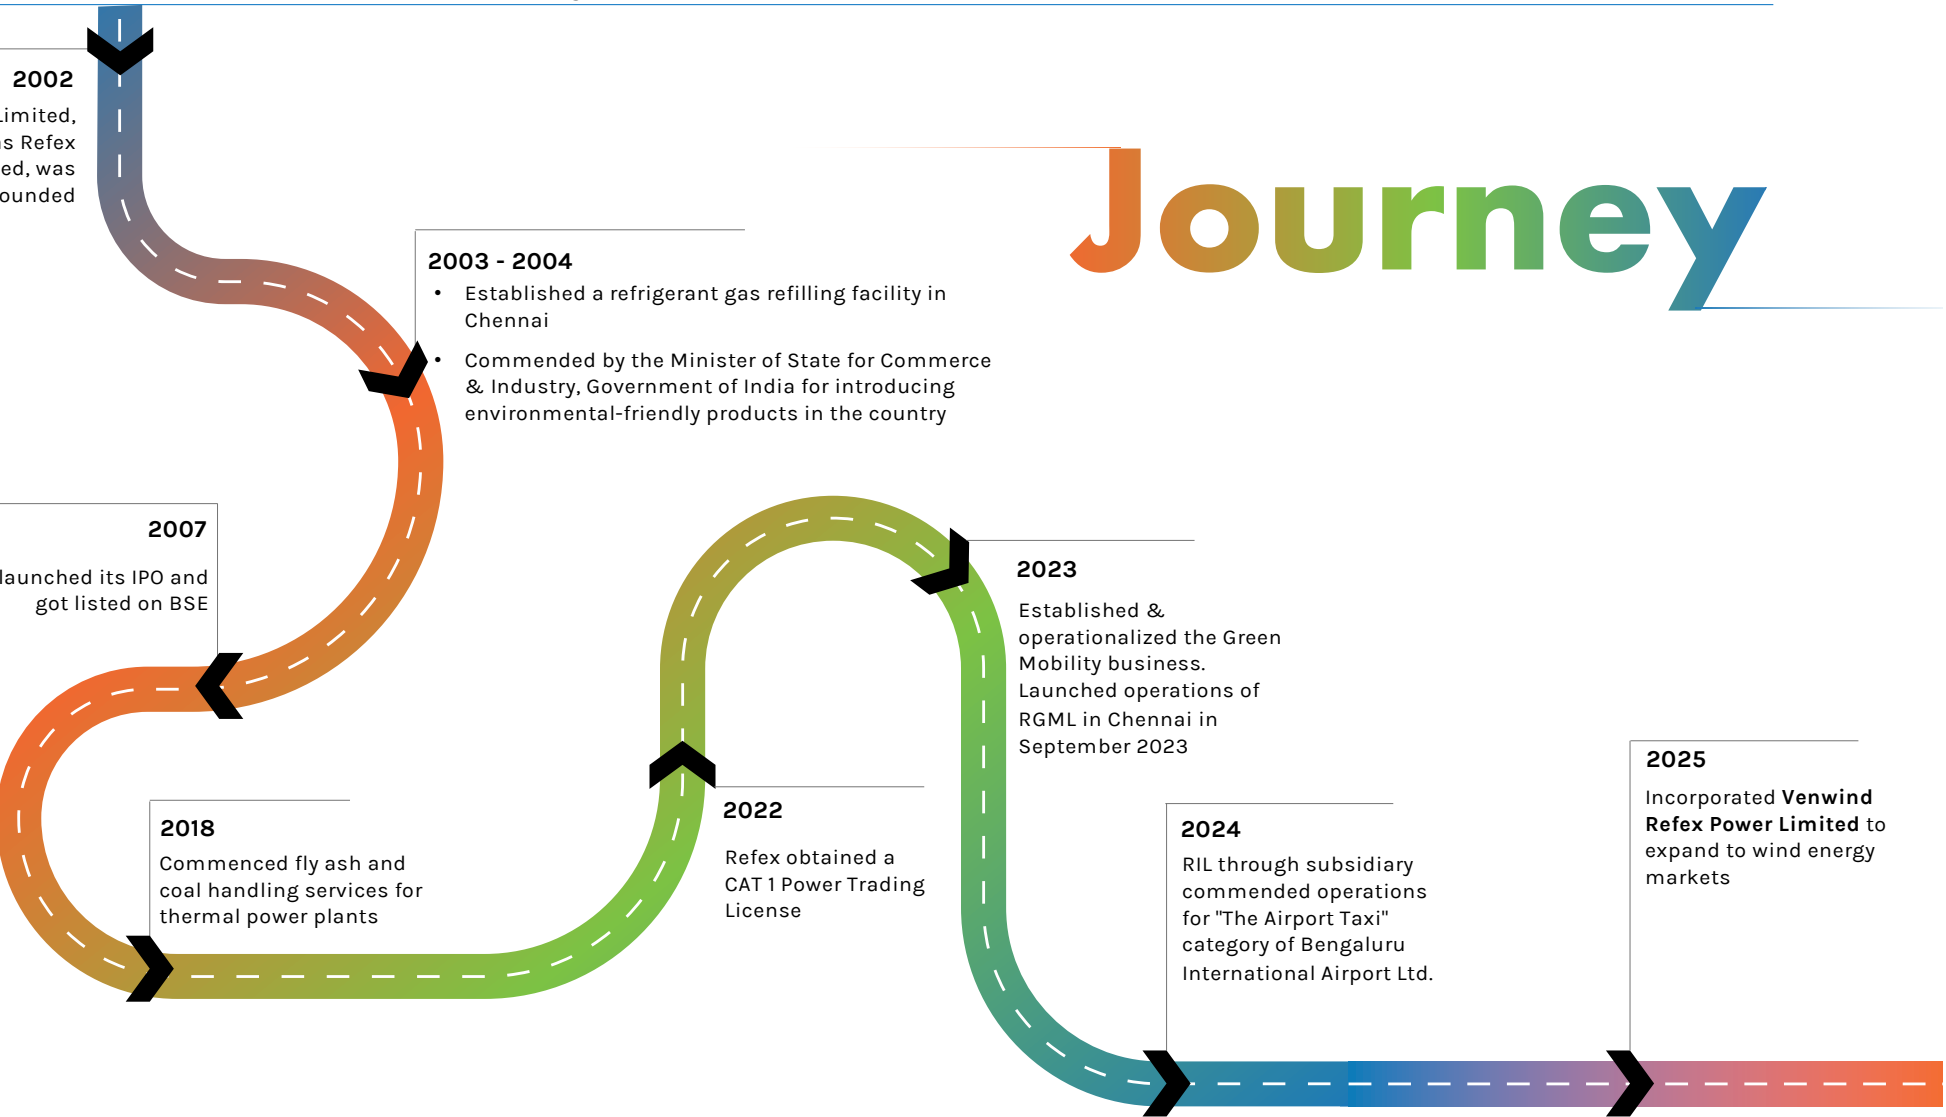 Journey
2002
Limited,
as Refex
ed, was
ounded
2003 - 2004
• Established a refrigerant gas refilling facility in
Chennai
• Commended by the Minister of State for Commerce
& Industry, Government of India for introducing
environmental-friendly products in the country
2007
launched its IPO and
got listed on BSE
2018
Commenced fly ash and
coal handling services for
thermal power plants
2022
Refex obtained a
CAT 1 Power Trading
License
2023
Established &
operationalized the Green
Mobility business.
Launched operations of
RGML in Chennai in
September 2023
2024
RIL through subsidiary
commended operations
for "The Airport Taxi"
category of Bengaluru
International Airport Ltd.
2025
Incorporated Venwind
Refex Power Limited to
expand to wind energy
markets